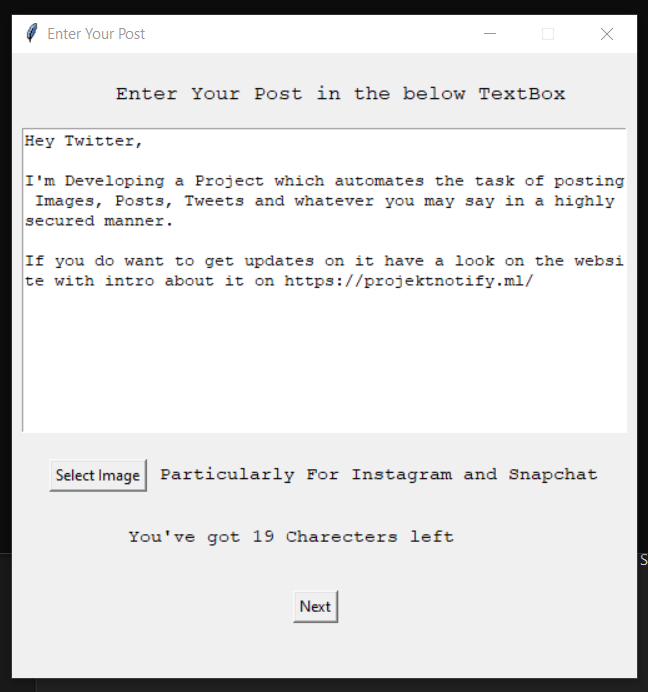 Enter Your Post
Enter Your Post in the below TextBox
Hey Twitter,
I'm Developing a Project which automates the task of posting
Images, Posts, Tweets and whatever you may say in a highly
secured manner.
If you do want to get updates on it have a look on the websi
te with intro about it on https://projektnotify.ml/
Select Image Particularly For Instagram and Snapchat
You've got 19 Charecters left
S
Next